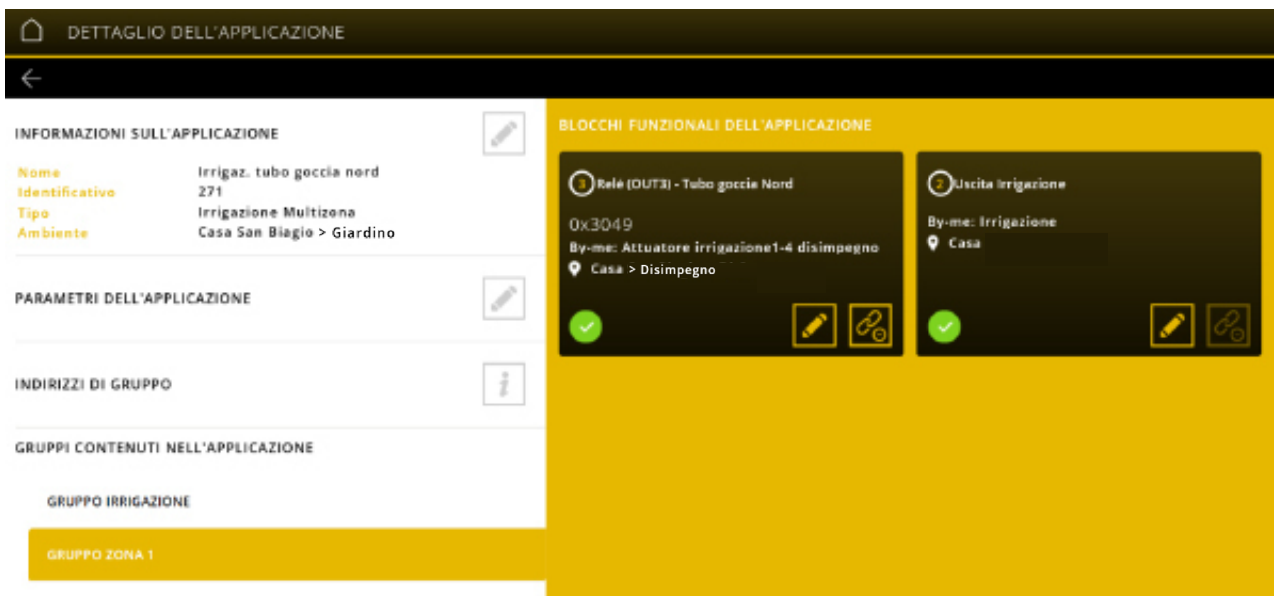 DETTAGLIO DELL'APPLICAZIONE
INFORMAZIONI SULL'APPLICAZIONE
Nome Irrigaz. tubo goccia nord
Identificativo 271
Tipo Irrigazione Multizona
Ambiente Casa San Biagio > Giardino
PARAMETRI DELL'APPLICAZIONE
INDIRIZZI DI GRUPPO
i
GRUPPI CONTENUTI NELL'APPLICAZIONE
GRUPPO IRRIGAZIONE
GRUPPO ZONA 1
BLOCCHI FUNZIONALI DELL'APPLICAZIONE
3 Relè (OUT3) - Tubo goccia Nord
0x3049
By-me: Attuatore irrigazione1-4 disimpegno
Casa > Disimpegno
2 Uscita Irrigazione
By-me: Irrigazione
Casa